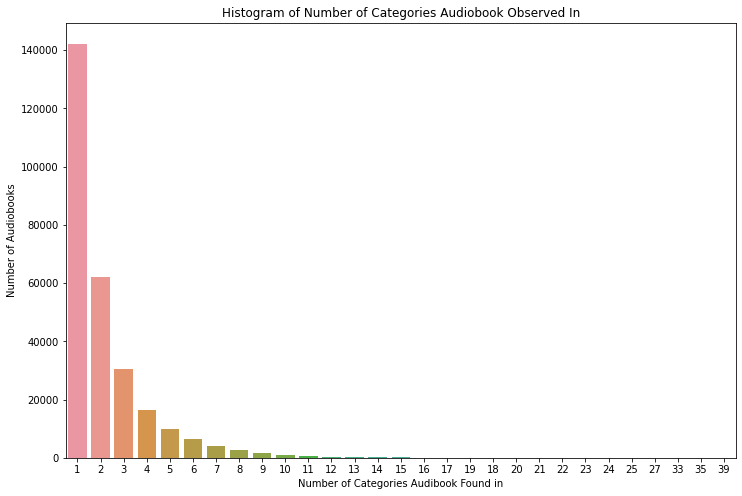 Histogram of Number of Categories Audiobook Observed In
140000
120000
100000
80000
60000
40000
20000
0
Number of Audiobooks
1 2 3 4 5 6 7 8 9 10 11 12 13 14 15 16 17 18 19 20 21 22 23 24 25 27 33 35 39
Number of Categories Audibook Found in